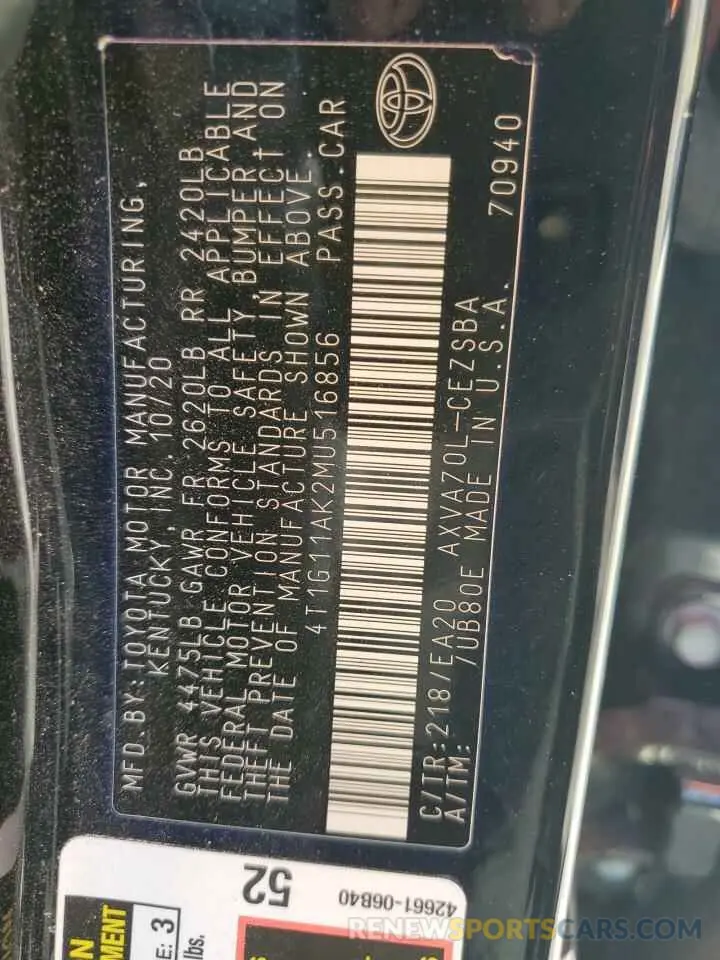 MFD.BY:TOYOTA MOTOR MANUFACTURING,
KENTUCKY, INC. 10/20
GVWR 4475LB GAWR FR 2620LB RR 2420LB
THIS VEHICLE CONFORMS TO ALL APPLICABLE
FEDERAL MOTOR VEHICLE SAFETY, BUMPER AND
THEFT PREVENTION STANDARDS IN EFFECT ON
THE DATE OF MANUFACTURE SHOWN ABOVE.
4T1G11AK2MU516856 PASS.CAR
C/TR:218/EA20 AXVA70L-CEZSBA
A/TM: 7UB80E MADE IN U.S.A. 70940
52
42661-06B40
E: 3
lbs.
RENEWSPORTSCARS.COM